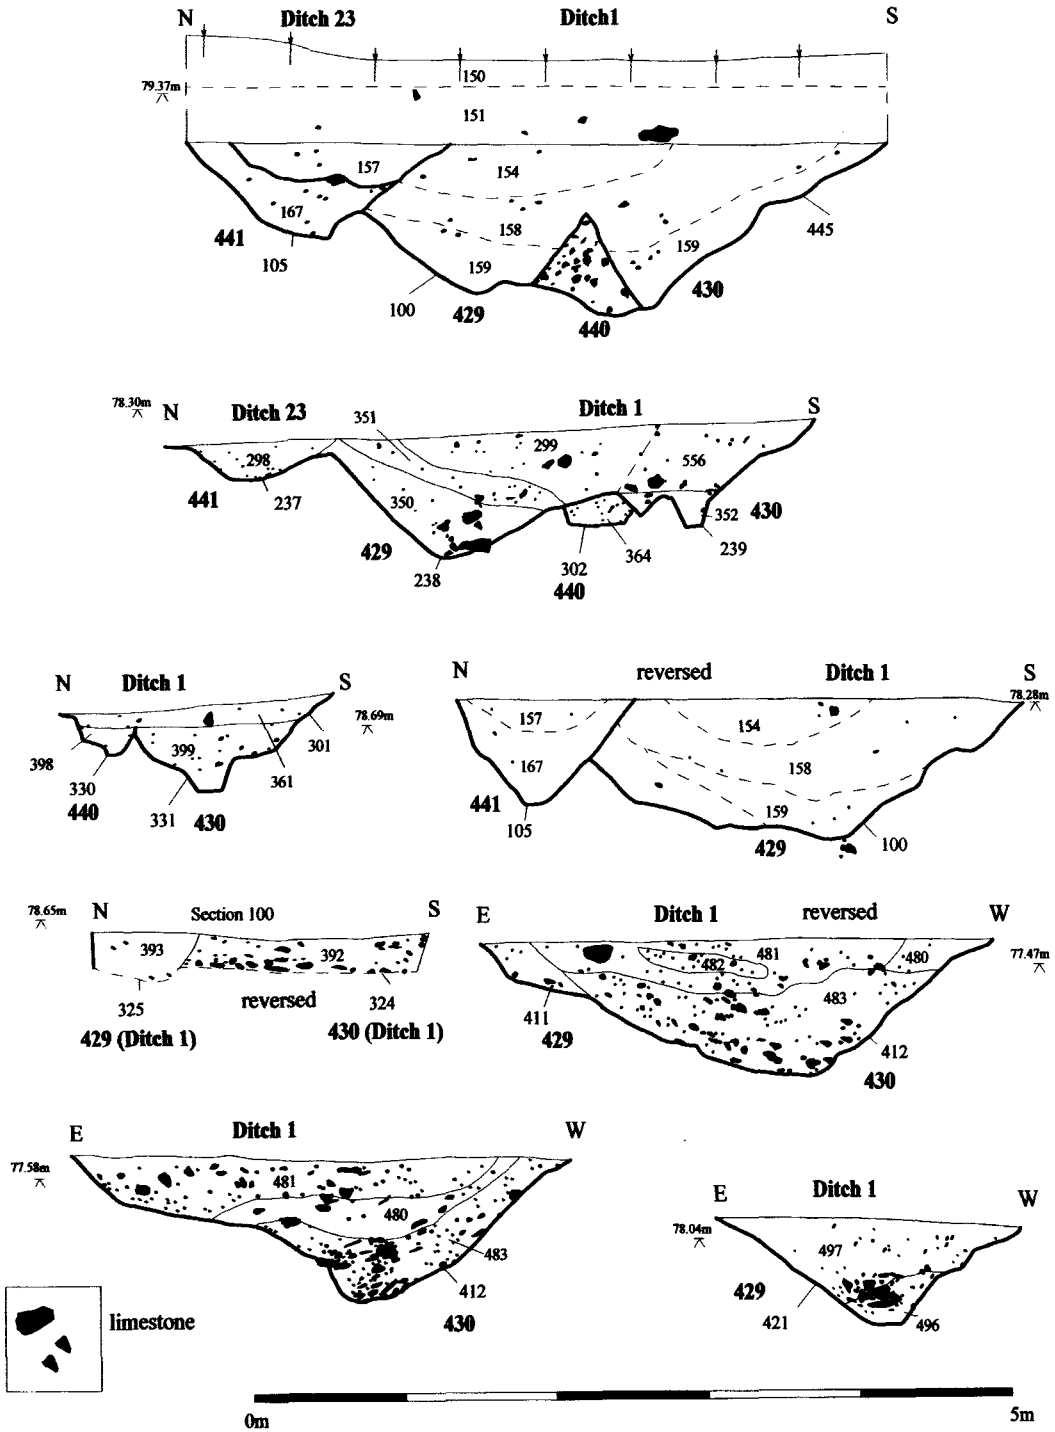 N Ditch 23 Ditch1 S
150
79.37m
151
157 154
167
441 158 445
105 159 159
100 430
429
440
78.30m N Ditch 23 351 Ditch 1 S
299
298 556
441 237 350
352 430
429 364 239
238 302
440
N Ditch 1 S
78.69m
399 301
398
330 361
440 331 430
N reversed Ditch 1 S
78.28m
157 154
167 158
441 159
105 429 100
78.65m N Section 100 S
393 392
325 reversed 324
429 (Ditch 1) 430 (Ditch 1)
E Ditch 1 reversed W
481 480 77.47m
482
483
411
429 412
430
E Ditch 1 W
77.58m
481
480
483
412
430
E Ditch 1 W
78.04m
497
429
421 496
limestone
0m 5m